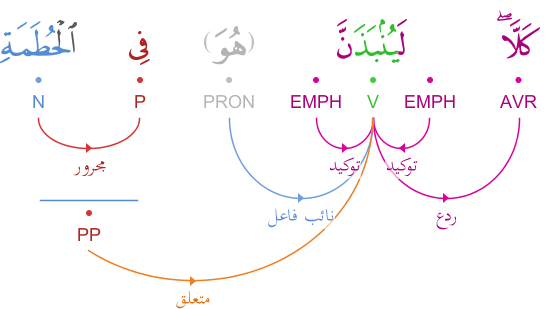 كَلَّا ۖ لَيُنۢبَذَنَّ (هُوَ) فِى ٱلْحُطَمَةِ
AVR EMPH V EMPH PRON P N
توكيد توكيد مجرور
ردع نائب فاعل
PP
متعلق